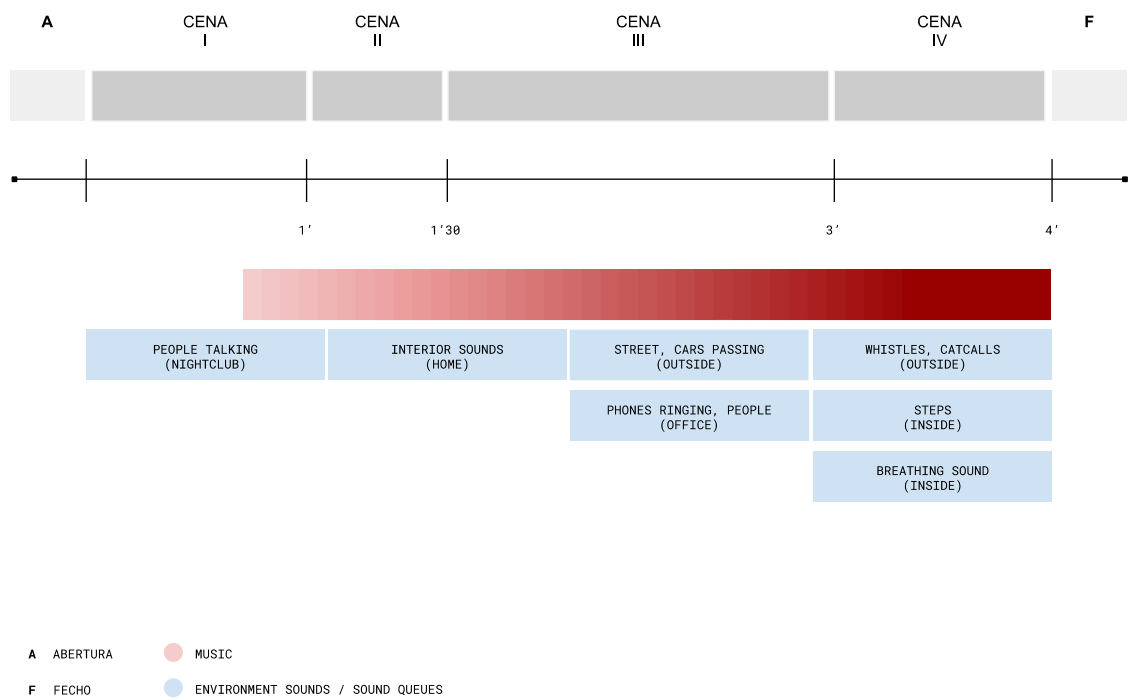 A
CENA
I
CENA
II
CENA
III
CENA
IV
F
1’
1’30
3’
4’
PEOPLE TALKING
(NIGHTCLUB)
INTERIOR SOUNDS
(HOME)
STREET, CARS PASSING
(OUTSIDE)
WHISTLES, CATCALLS
(OUTSIDE)
PHONES RINGING, PEOPLE
(OFFICE)
STEPS
(INSIDE)
BREATHING SOUND
(INSIDE)
A ABERTURA
MUSIC
F FECHO
ENVIRONMENT SOUNDS / SOUND QUEUES